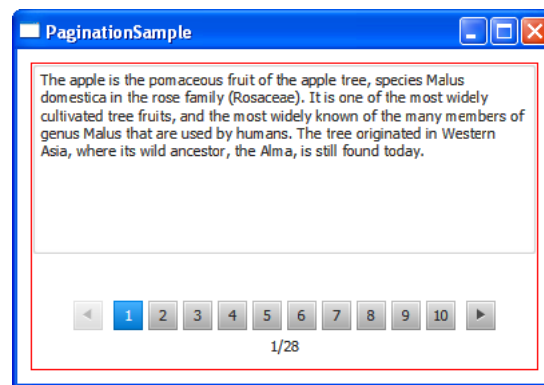 PaginationSample
The apple is the pomaceous fruit of the apple tree, species Malus
domestica in the rose family (Rosaceae). It is one of the most widely
cultivated tree fruits, and the most widely known of the many members of
genus Malus that are used by humans. The tree originated in Western
Asia, where its wild ancestor, the Alma, is still found today.
1 2 3 4 5 6 7 8 9 10
1/28